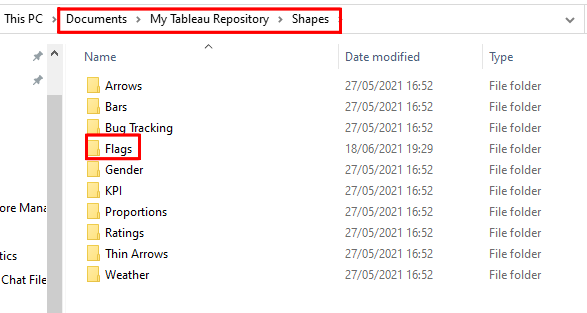 This PC > Documents > My Tableau Repository > Shapes
Name Date modified Type
Arrows 27/05/2021 16:52 File folder
Bars 27/05/2021 16:52 File folder
Bug Tracking 27/05/2021 16:52 File folder
Flags 18/06/2021 19:29 File folder
Gender 27/05/2021 16:52 File folder
KPI 27/05/2021 16:52 File folder
ore Mana Proportions 27/05/2021 16:52 File folder
Ratings 27/05/2021 16:52 File folder
tics Thin Arrows 27/05/2021 16:52 File folder
Chat File Weather 27/05/2021 16:52 File folder